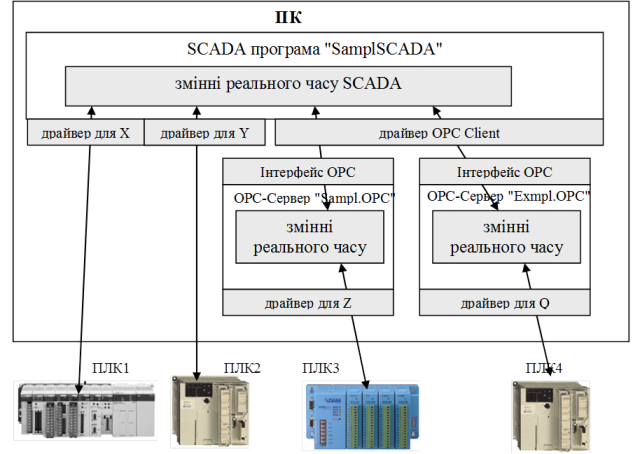 ПК
SCADA програма "SamplSCADA"
змінні реального часу SCADA
драйвер для X
драйвер для Y
драйвер OPC Client
Інтерфейс OPC
Інтерфейс OPC
OPC-Сервер "Sampl.OPC"
OPC-Сервер "Exmpl.OPC"
змінні
реального часу
змінні
реального часу
драйвер для Z
драйвер для Q
ПЛК1
ПЛК2
ПЛК3
ПЛК4